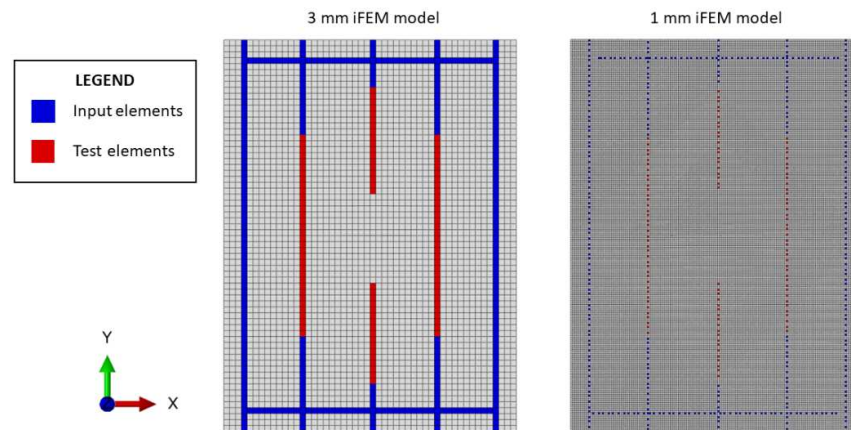 3 mm iFEM model
1 mm iFEM model
LEGEND
Input elements
Test elements
Y
X